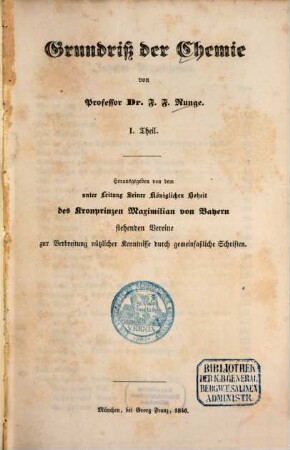 Grundriß der Chemie
von
Professor Dr. F. F. Runge.
I. Theil.
Herausgegeben von dem
unter Leitung Seiner Königlichen Hoheit
des Kronprinzen Maximilian von Bayern
stehenden Vereine
zur Verbreitung nützlicher Kenntnisse durch gemeinfaßliche Schriften.
BIBLIOTHEK
DER K.B.GENERAL
BERGW.U.SALINEN
ADMINISTR.
München, bei Georg Franz, 1846.